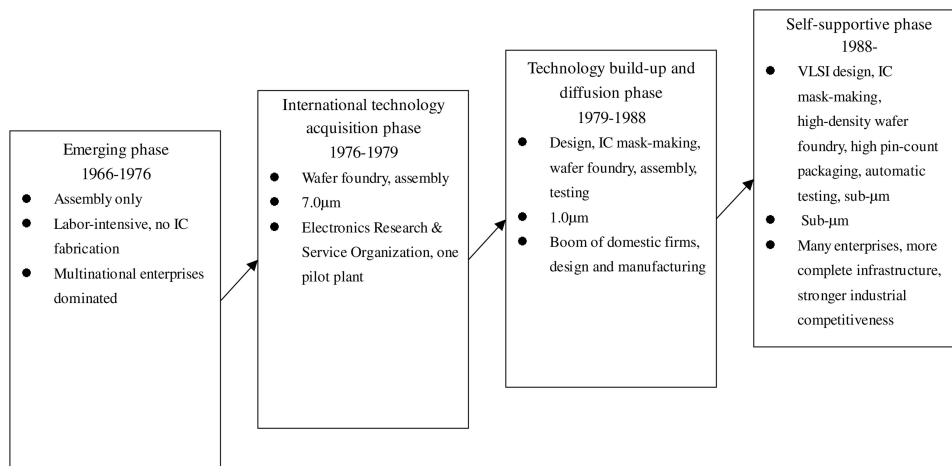 Emerging phase
1966-1976
● Assembly only
● Labor-intensive, no IC
fabrication
● Multinational enterprises
dominated
International technology
acquisition phase
1976-1979
● Wafer foundry, assembly
● 7.0μm
● Electronics Research &
Service Organization, one
pilot plant
Technology build-up and
diffusion phase
1979-1988
● Design, IC mask-making,
wafer foundry, assembly,
testing
● 1.0μm
● Boom of domestic firms,
design and manufacturing
Self-supportive phase
1988-
● VLSI design, IC
mask-making,
high-density wafer
foundry, high pin-count
packaging, automatic
testing, sub-μm
● Sub-μm
● Many enterprises, more
complete infrastructure,
stronger industrial
competitiveness